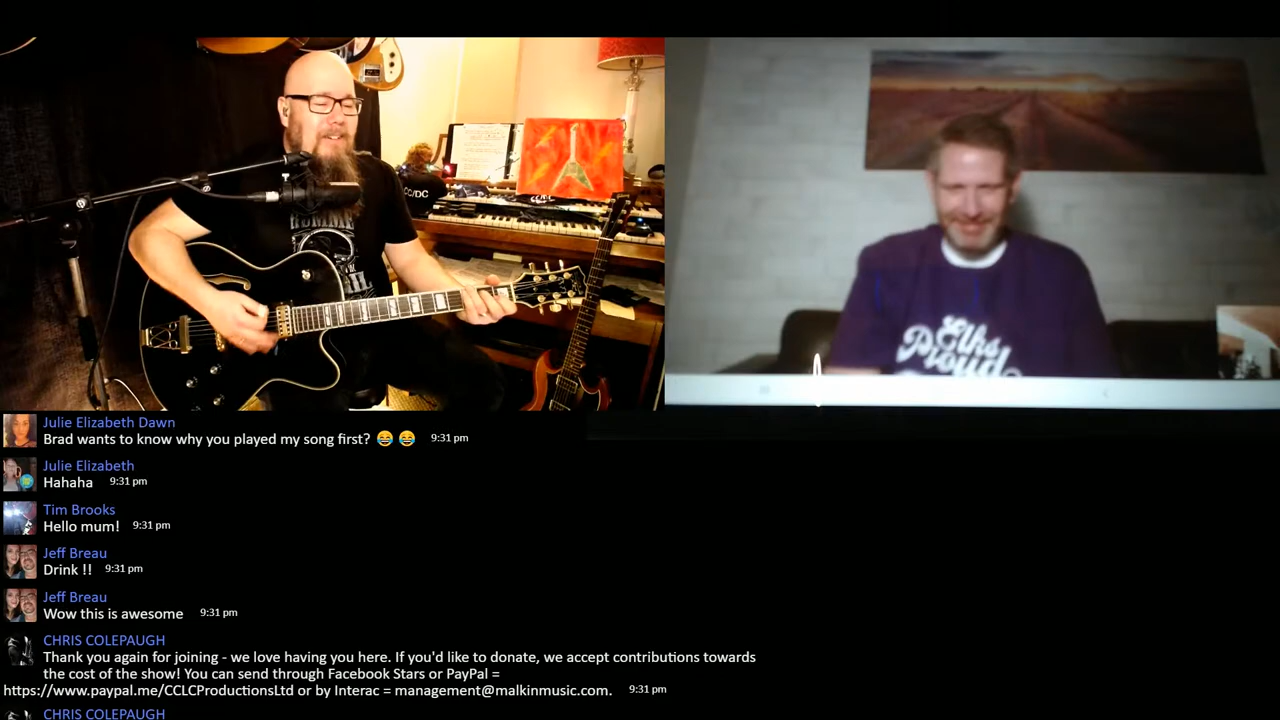 CC/DC
Elks
Proud
Julie Elizabeth Dawn
Brad wants to know why you played my song first? 😂 😂 9:31 pm
Julie Elizabeth
Hahaha 9:31 pm
Tim Brooks
Hello mum! 9:31 pm
Jeff Breau
Drink !! 9:31 pm
Jeff Breau
Wow this is awesome 9:31 pm
CHRIS COLEPAUGH
Thank you again for joining - we love having you here. If you'd like to donate, we accept contributions towards
the cost of the show! You can send through Facebook Stars or PayPal =
https://www.paypal.me/CCLCProductionsLtd or by Interac = management@malkinmusic.com. 9:31 pm
CHRIS COLEPAUGH